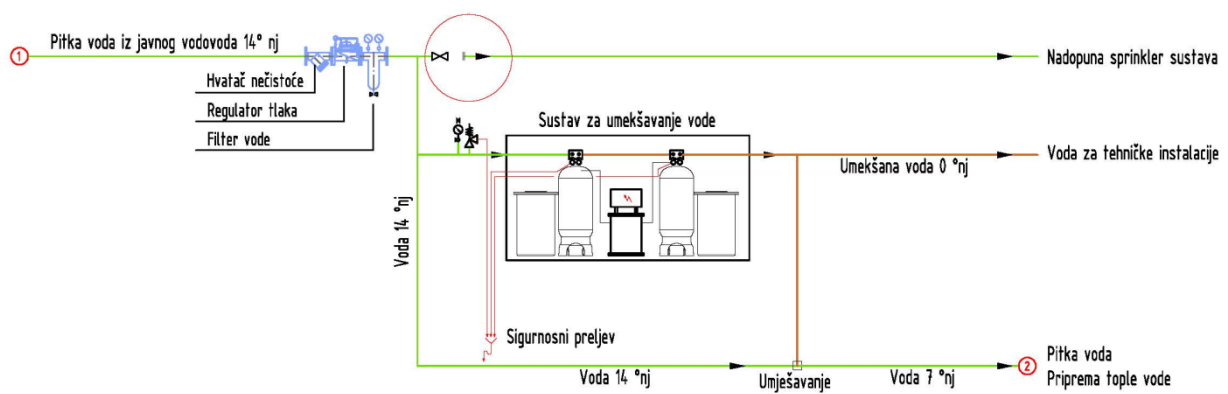 1
Pitka voda iz javnog vodovoda 14° nj
Hvatač nečistoće
Regulator tlaka
Filter vode
Nadopuna sprinkler sustava
Sustav za umekšavanje vode
Umekšana voda 0 °nj
Voda za tehničke instalacije
Voda 14 °nj
Sigurnosni preljev
Voda 14 °nj
Umješavanje
Voda 7 °nj
2
Pitka voda
Priprema tople vode